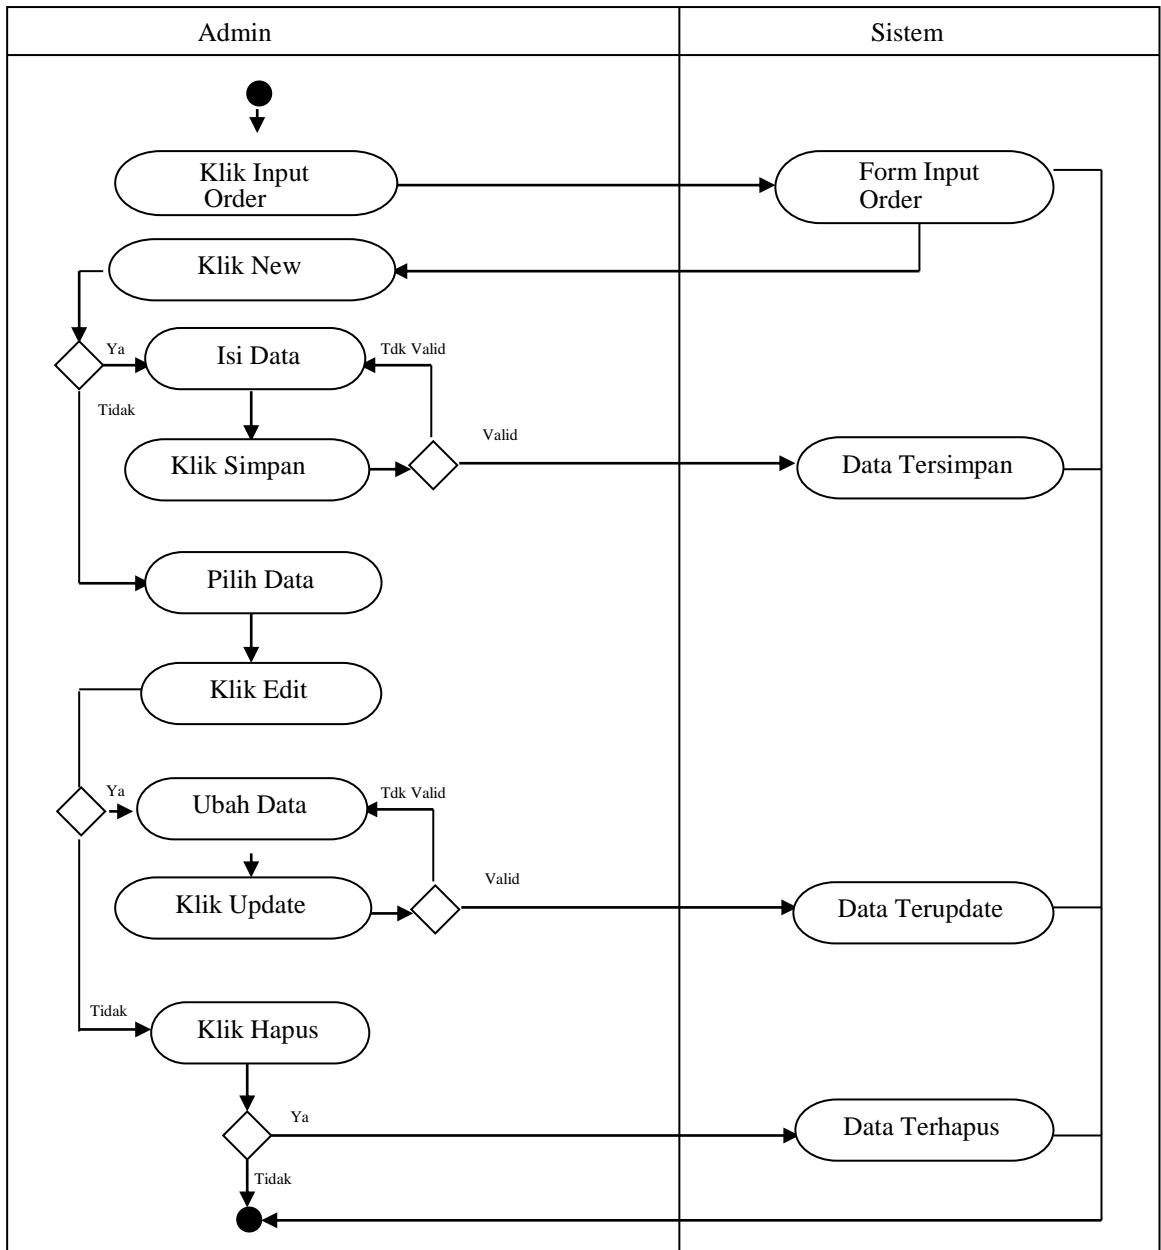 Admin
Sistem
Klik Input
Order
Form Input
Order
Klik New
Ya
Isi Data
Tdk Valid
Tidak
Klik Simpan
Valid
Data Tersimpan
Pilih Data
Klik Edit
Ya
Ubah Data
Tdk Valid
Klik Update
Valid
Data Terupdate
Tidak
Klik Hapus
Ya
Data Terhapus
Tidak